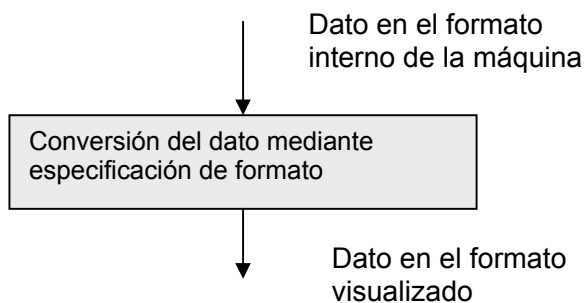 Dato en el formato
interno de la máquina
Conversión del dato mediante
especificación de formato
Dato en el formato
visualizado